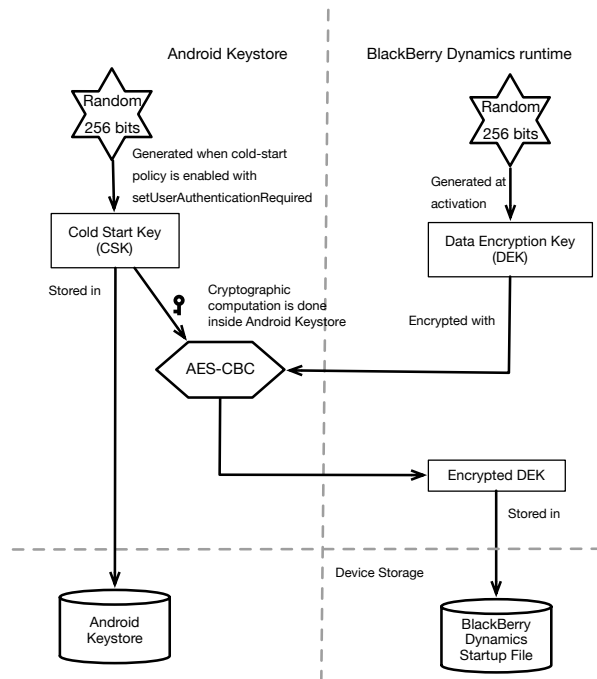 Android Keystore
BlackBerry Dynamics runtime
Random
256 bits
Random
256 bits
Generated when cold-start
policy is enabled with
setUserAuthenticationRequired
Generated at
activation
Cold Start Key
(CSK)
Data Encryption Key
(DEK)
Stored in
Cryptographic
computation is done
inside Android Keystore
Encrypted with
AES-CBC
Encrypted DEK
Stored in
Device Storage
Android
Keystore
BlackBerry
Dynamics
Startup File